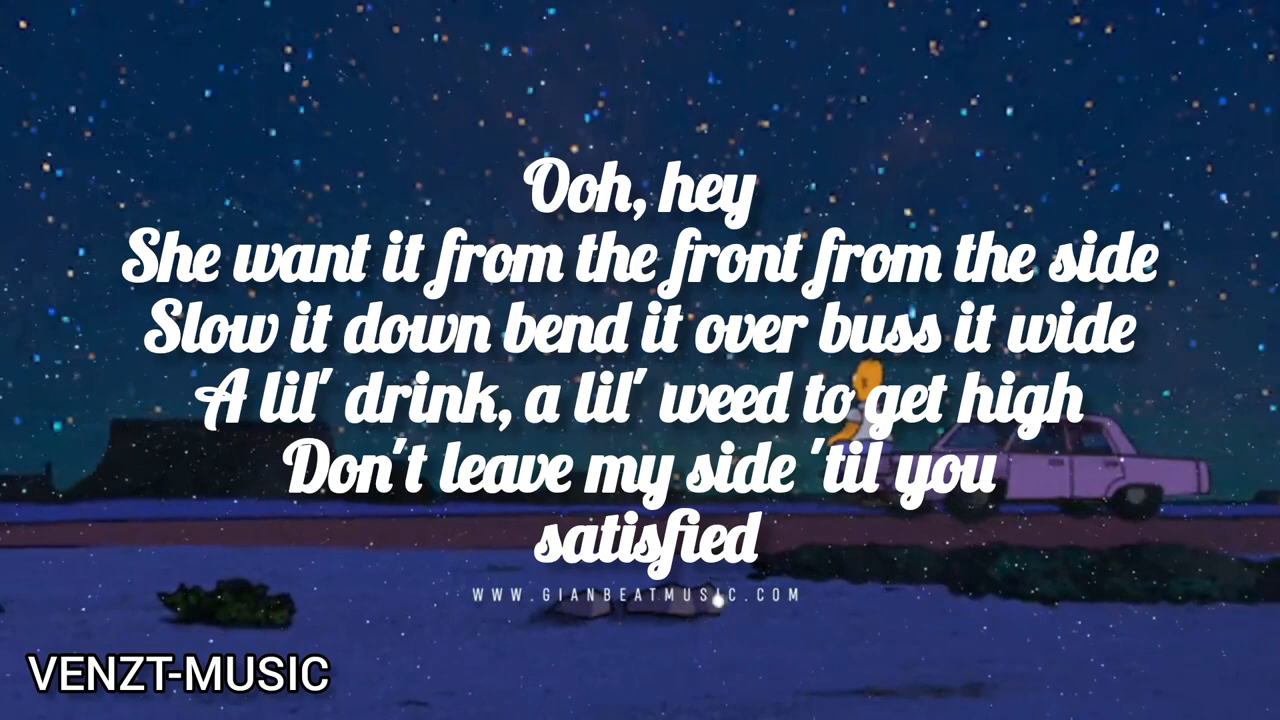 Ooh, hey
She want it from the front from the side
Slow it down bend it over buss it wide
A lil' drink, a lil' weed to get high
Don't leave my side 'til you
satisfied
WWW.GIANBEATMUSIC.COM
VENZT-MUSIC